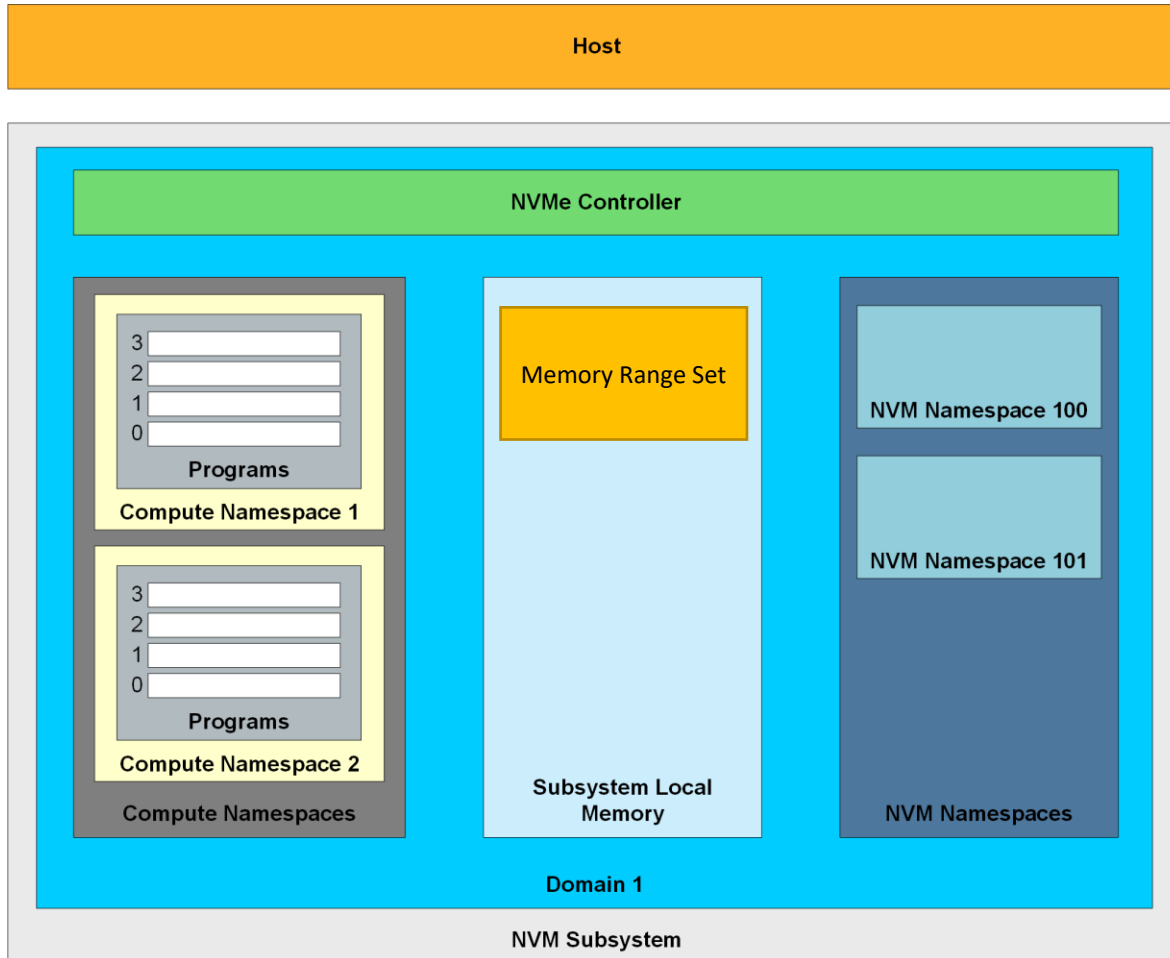 Host
NVMe Controller
3
2
1
0
Programs
Compute Namespace 1
3
2
1
0
Programs
Compute Namespace 2
Compute Namespaces
Memory Range Set
Subsystem Local
Memory
NVM Namespace 100
NVM Namespace 101
NVM Namespaces
Domain 1
NVM Subsystem